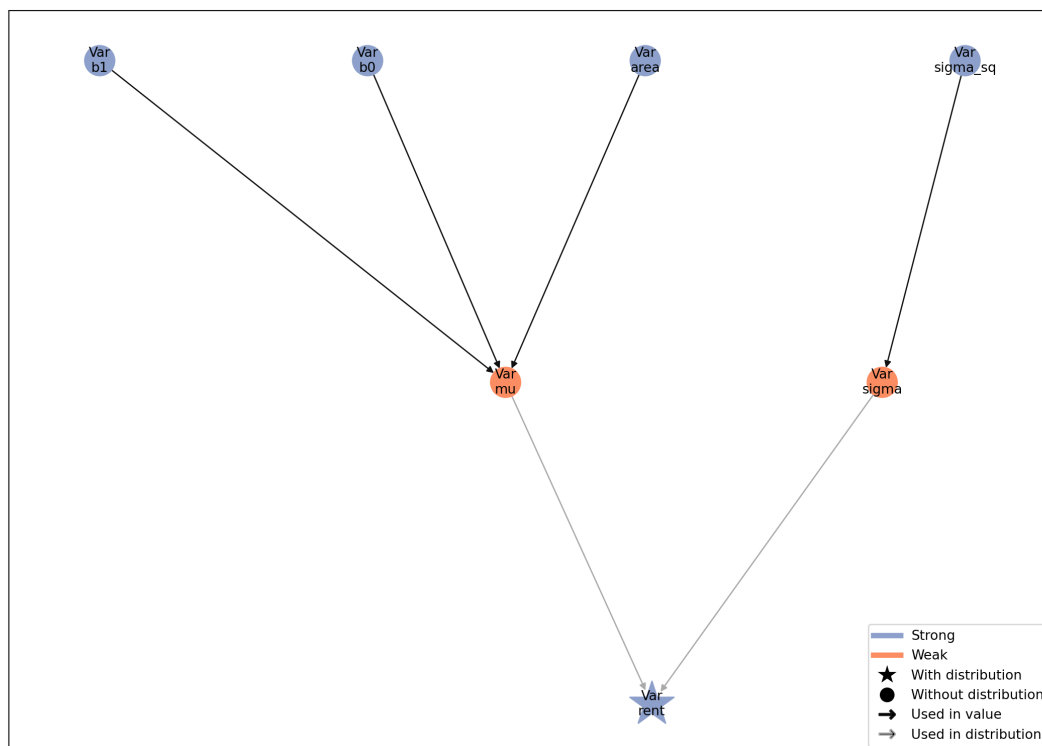 Var
b1
Var
b0
Var
area
Var
sigma_sq
Var
mu
Var
sigma
Var
rent
Strong
Weak
With distribution
Without distribution
Used in value
Used in distribution